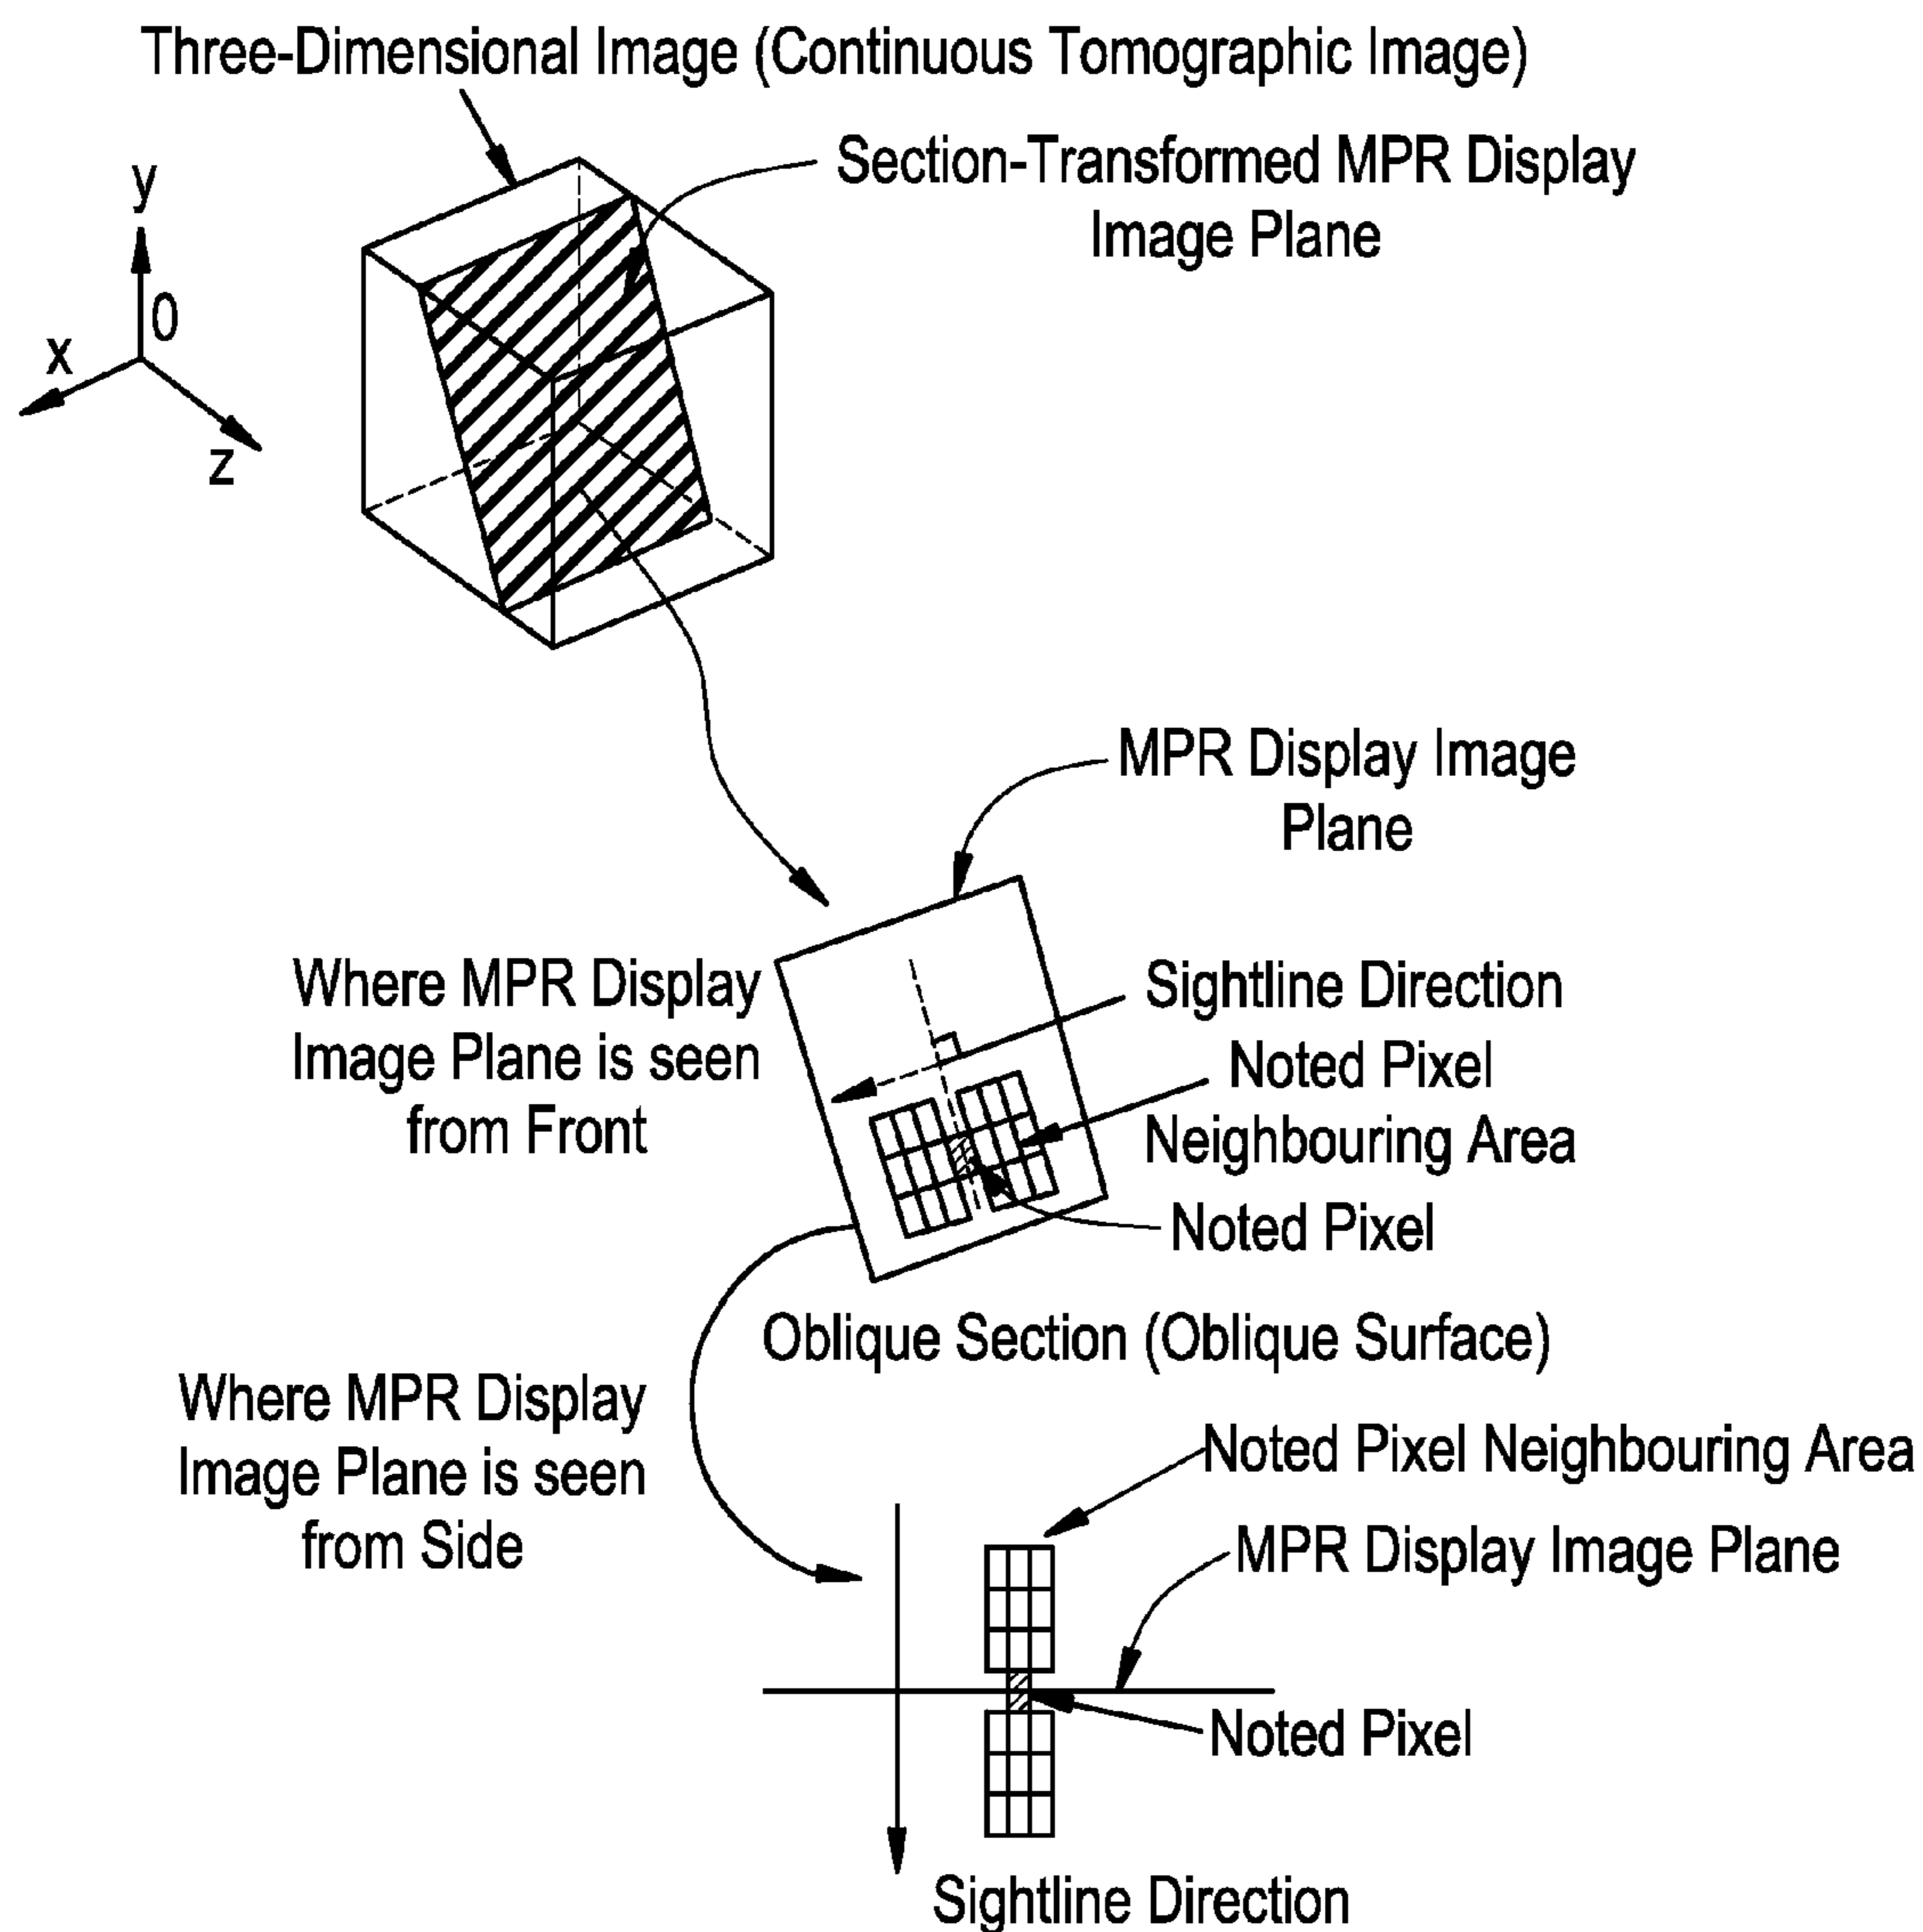 Three-Dimensional Image (Continuous Tomographic Image)
Section-Transformed MPR Display
Image Plane
y
0
x
z
MPR Display Image
Plane
Where MPR Display
Image Plane is seen
from Front
Sightline Direction
Noted Pixel
Neighbouring Area
Noted Pixel
Oblique Section (Oblique Surface)
Where MPR Display
Image Plane is seen
from Side
Noted Pixel Neighbouring Area
MPR Display Image Plane
Noted Pixel
Sightline Direction